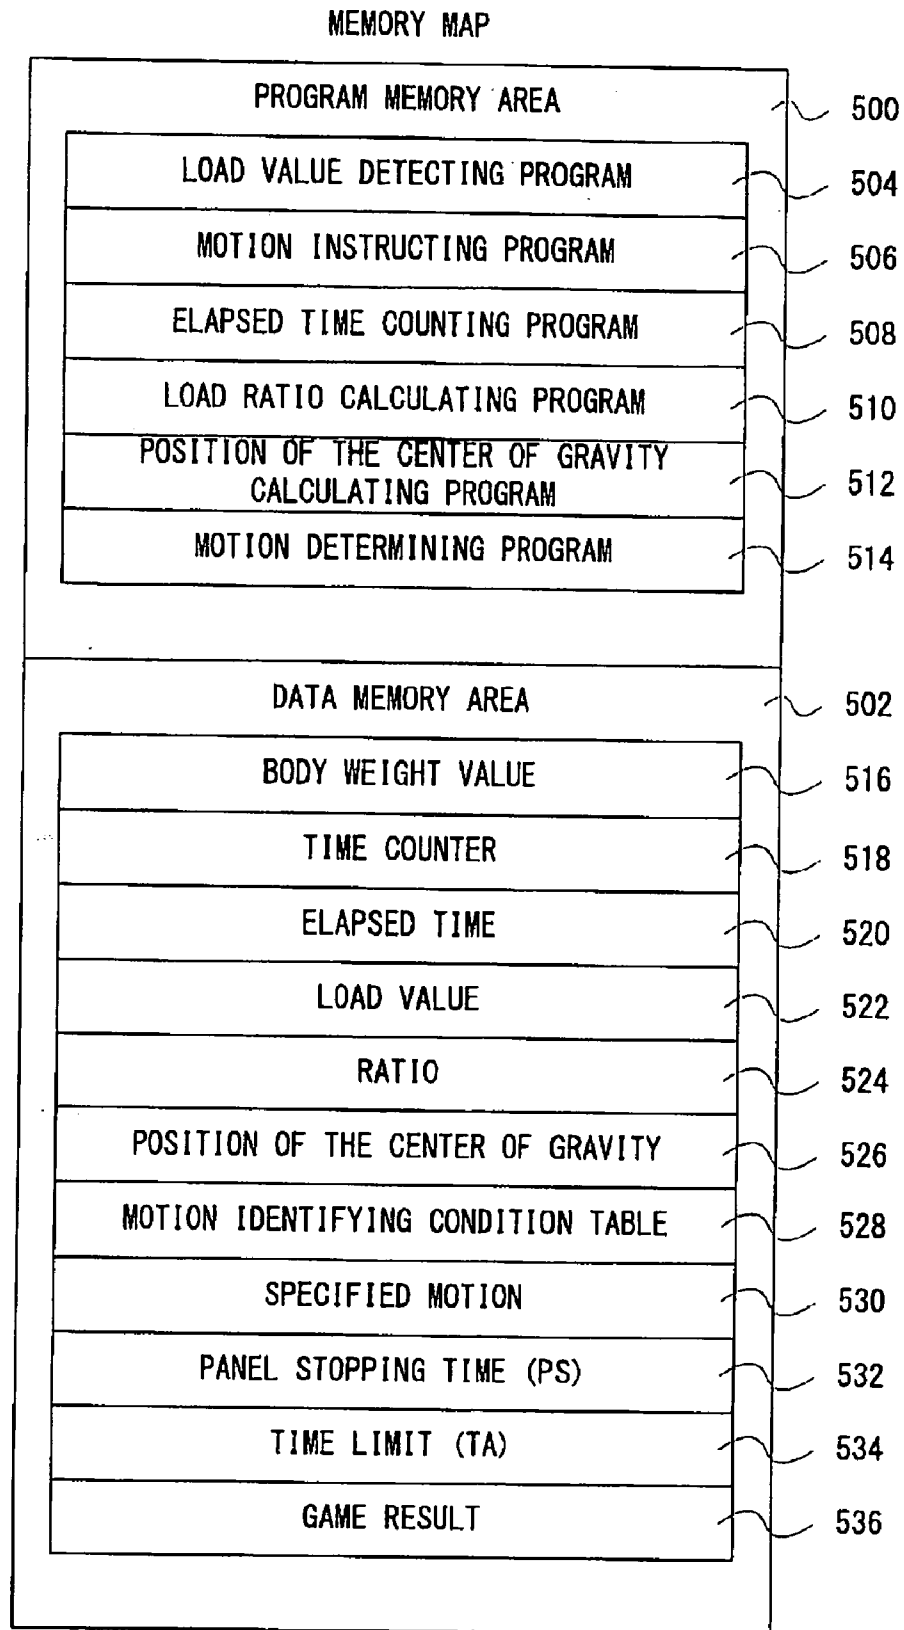 MEMORY MAP
PROGRAM MEMORY AREA 500
LOAD VALUE DETECTING PROGRAM 504
MOTION INSTRUCTING PROGRAM 506
ELAPSED TIME COUNTING PROGRAM 508
LOAD RATIO CALCULATING PROGRAM 510
POSITION OF THE CENTER OF GRAVITY
CALCULATING PROGRAM 512
MOTION DETERMINING PROGRAM 514
DATA MEMORY AREA 502
BODY WEIGHT VALUE 516
TIME COUNTER 518
ELAPSED TIME 520
LOAD VALUE 522
RATIO 524
POSITION OF THE CENTER OF GRAVITY 526
MOTION IDENTIFYING CONDITION TABLE 528
SPECIFIED MOTION 530
PANEL STOPPING TIME (PS) 532
TIME LIMIT (TA) 534
GAME RESULT 536